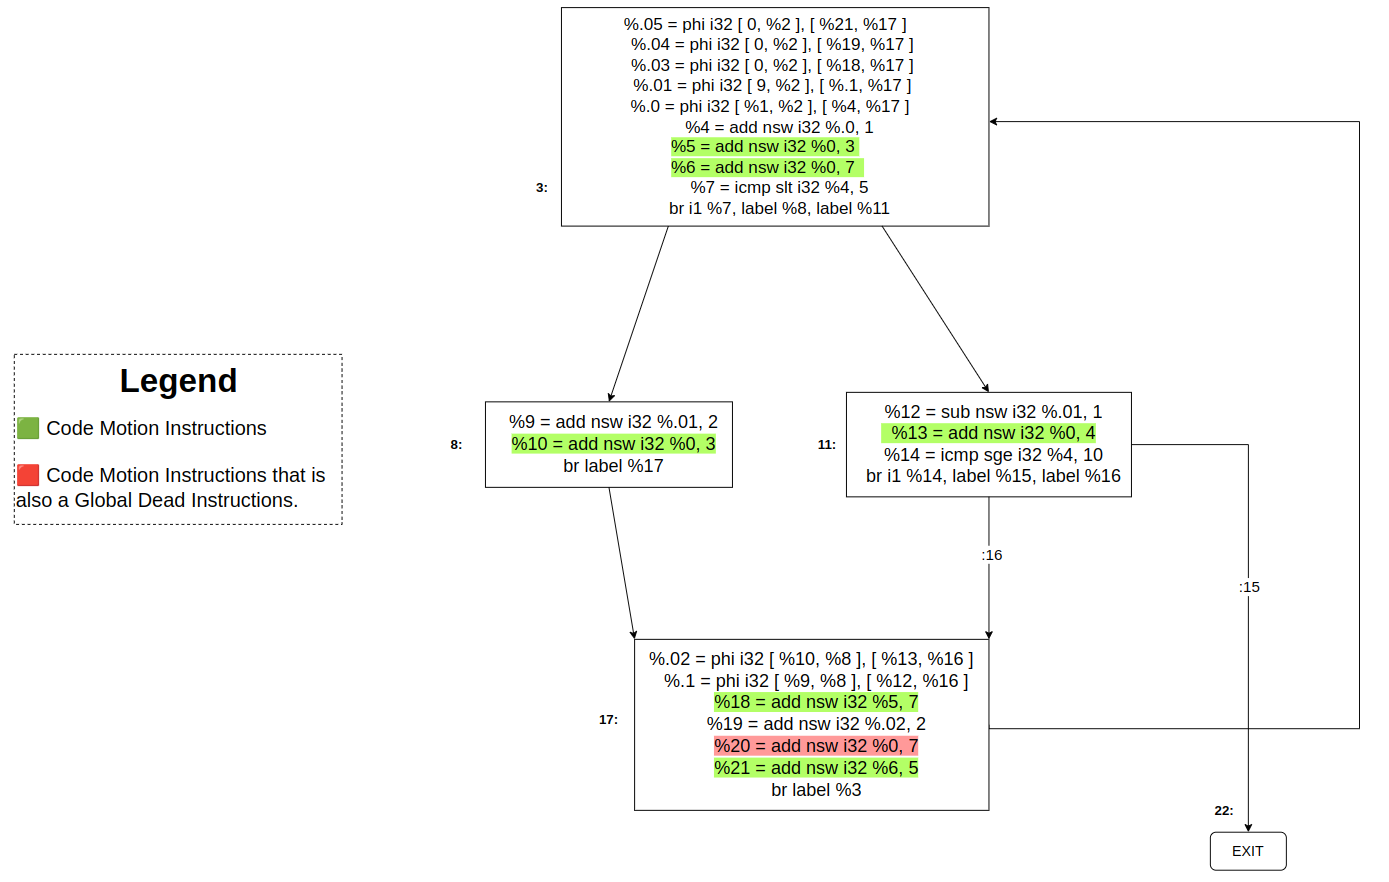 %.05 = phi i32 [ 0, %2 ], [ %21, %17 ]
%.04 = phi i32 [ 0, %2 ], [ %19, %17 ]
%.03 = phi i32 [ 0, %2 ], [ %18, %17 ]
%.01 = phi i32 [ 9, %2 ], [ %.1, %17 ]
%.0 = phi i32 [ %1, %2 ], [ %4, %17 ]
%4 = add nsw i32 %.0, 1
%5 = add nsw i32 %0, 3
%6 = add nsw i32 %0, 7
3:
%7 = icmp slt i32 %4, 5
br i1 %7, label %8, label %11
Legend
Code Motion Instructions
Code Motion Instructions that is
also a Global Dead Instructions.
8:
%9 = add nsw i32 %.01, 2
%10 = add nsw i32 %0, 3
br label %17
11:
%12 = sub nsw i32 %.01, 1
%13 = add nsw i32 %0, 4
%14 = icmp sge i32 %4, 10
br i1 %14, label %15, label %16
:16
:15
17:
%.02 = phi i32 [ %10, %8 ], [ %13, %16 ]
%.1 = phi i32 [ %9, %8 ], [ %12, %16 ]
%18 = add nsw i32 %5, 7
%19 = add nsw i32 %.02, 2
%20 = add nsw i32 %0, 7
%21 = add nsw i32 %6, 5
br label %3
22:
EXIT